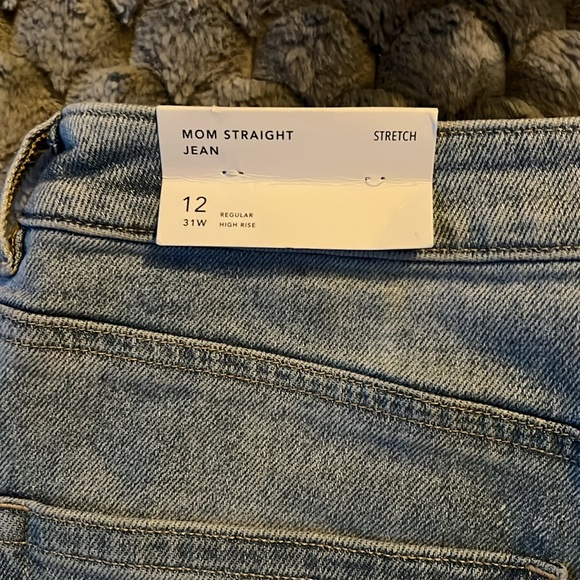 MOM STRAIGHT STRETCH
JEAN
12 REGULAR
31W HIGH RISE